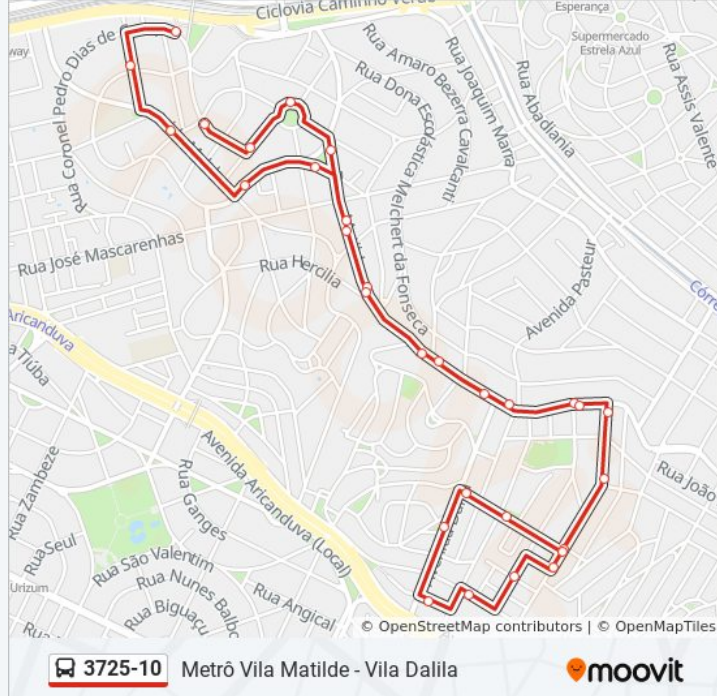 Ciclovia Caminho Verde
Esperança
Supermercado
Estrela Azul
way
Rua Coronel Pedro Dias de
Rua Amaro Bezerra Cavalcanti
Rua Joaquim Marra
Rua Abadiania
Rua Assis Valente
Rua Dona Escolástica Melchert da Fonseca
Rua José Mascarenhas
Rua Hercília
Avenida Pasteur
Córre
Aricanduva
a Tiúba
Avenida Aricanduva (Local)
Rua Zambeze
Rua Ganges
Rua João
Rua Seul
Rua São Valentim
Urizum
Rua Nunes Balbo
Rua Biguaçu
Rua Angical
© OpenStreetMap contributors | © OpenMapTiles
3725-10
Metrô Vila Matilde - Vila Dalila
moovit